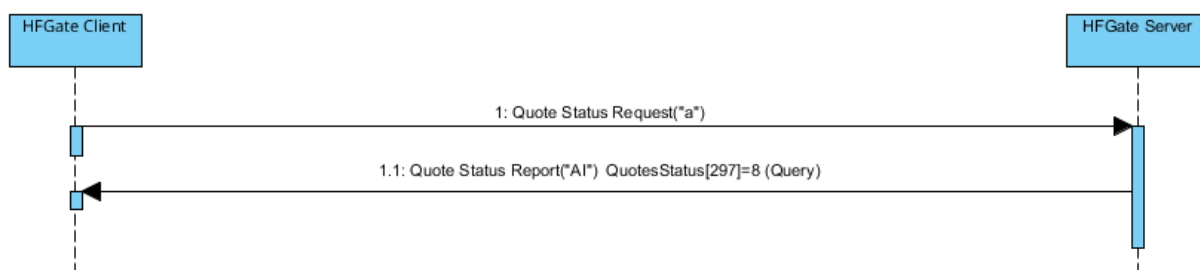 HFGate Client
HFGate Server
1: Quote Status Request("a")
1.1: Quote Status Report("AI")  QuotesStatus[297]=8 (Query)